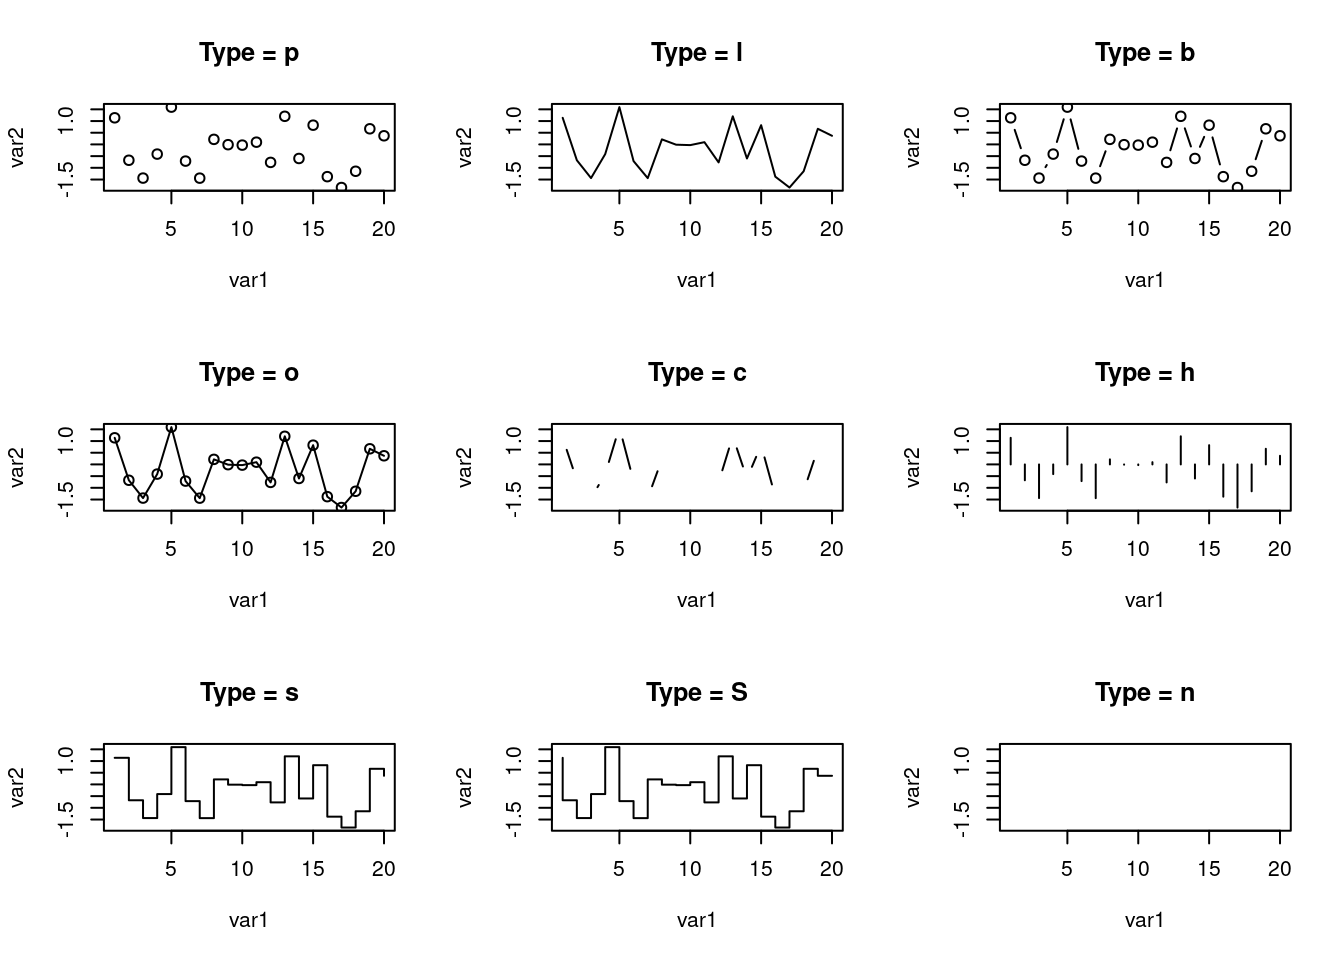 Type = p
var2
1.0
-1.5
5 10 15 20
var1
Type = l
var2
1.0
-1.5
5 10 15 20
var1
Type = b
var2
1.0
-1.5
5 10 15 20
var1
Type = o
var2
1.0
-1.5
5 10 15 20
var1
Type = c
var2
1.0
-1.5
5 10 15 20
var1
Type = h
var2
1.0
-1.5
5 10 15 20
var1
Type = s
var2
1.0
-1.5
5 10 15 20
var1
Type = S
var2
1.0
-1.5
5 10 15 20
var1
Type = n
var2
1.0
-1.5
5 10 15 20
var1